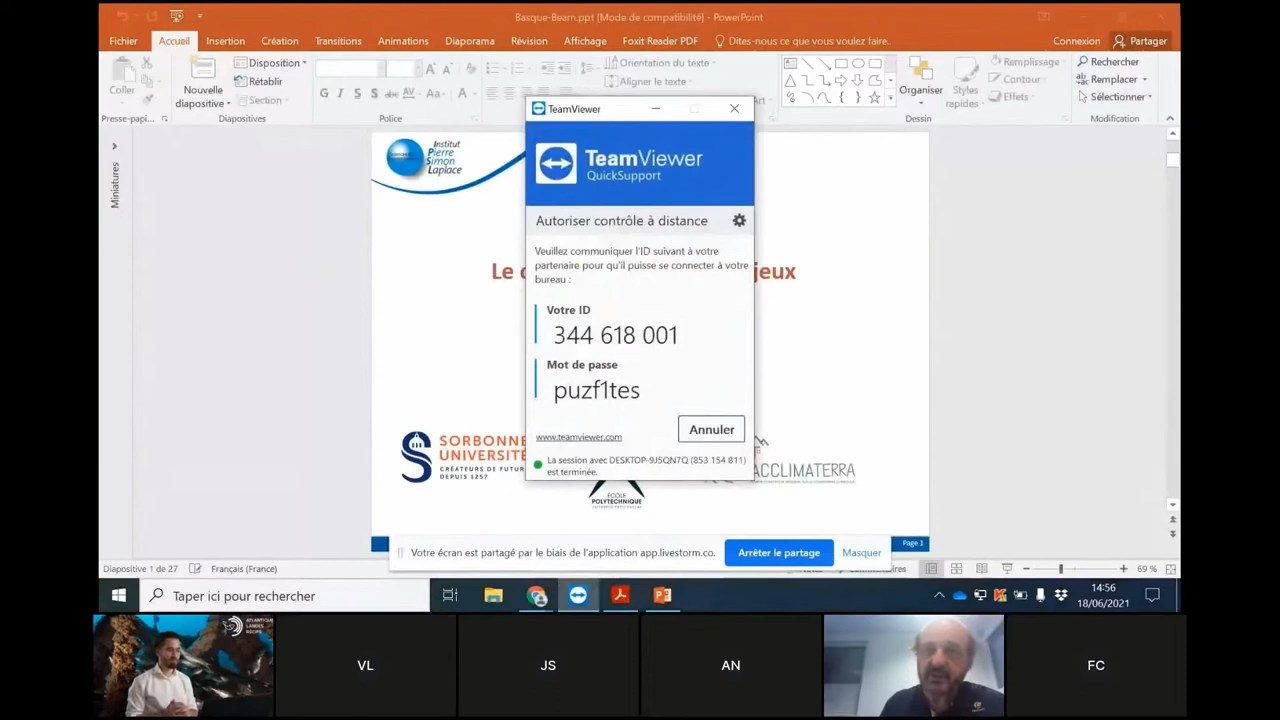 Basque-Beam.ppt [Mode de compatibilité] - PowerPoint
Fichier Accueil Insertion Création Transitions Animations Diaporama Révision Affichage Foxit Reader PDF Dites-nous ce que vous voulez faire. Connexion Partager
Coller
Nouvelle diapositive
Disposition
Rétablir
Section
Orientation du texte
Aligner le texte
Organiser
Styles rapides
Remplissage
Contour
Effets
Rechercher
Remplacer
Sélectionner
Presse-papi... Diapositives Police Dessin Modification
Miniatures
Institut
Pierre
Simon
Laplace
TeamViewer
TeamViewer
QuickSupport
Autoriser contrôle à distance
Veuillez communiquer l'ID suivant à votre
partenaire pour qu'il puisse se connecter à votre
bureau :
Votre ID
344 618 001
Mot de passe
puzf1tes
Annuler
www.teamviewer.com
La session avec DESKTOP-9J5QN7Q (853 154 811)
est terminée.
Le
jeux
SORBONNE
UNIVERSITÉ
CRÉATEURS DE FUTUR
DEPUIS 1257
ÉCOLE
POLYTECHNIQUE
ACCLIMATERRA
Page 1
Votre écran est partagé par le biais de l'application app.livestorm.co. Arrêter le partage Masquer
Diapositive 1 de 27 Français (France) 69 %
Taper ici pour rechercher
14:56
18/06/2021
ATLANTIQUE
LANDES
RÉCIFS
VL JS AN FC